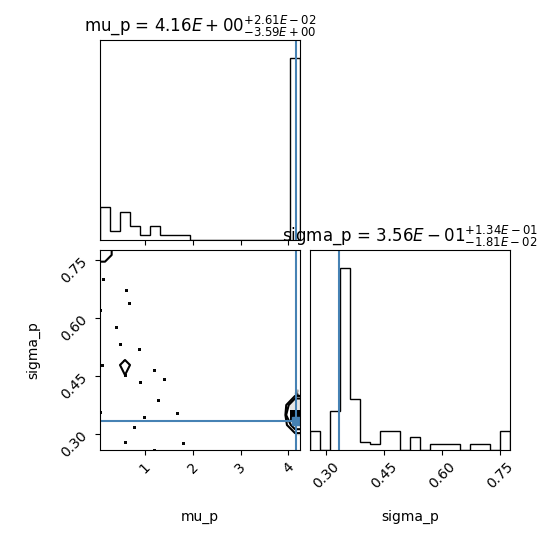 mu_p = 4.16E + 00+2.61E − 02 −3.59E + 00
sigma_p = 3.56E − 01+1.34E − 01 −1.81E − 02
0.75
0.60
0.45
0.30
sigma_p
1 2 3 4
0.30 0.45 0.60 0.75
mu_p sigma_p